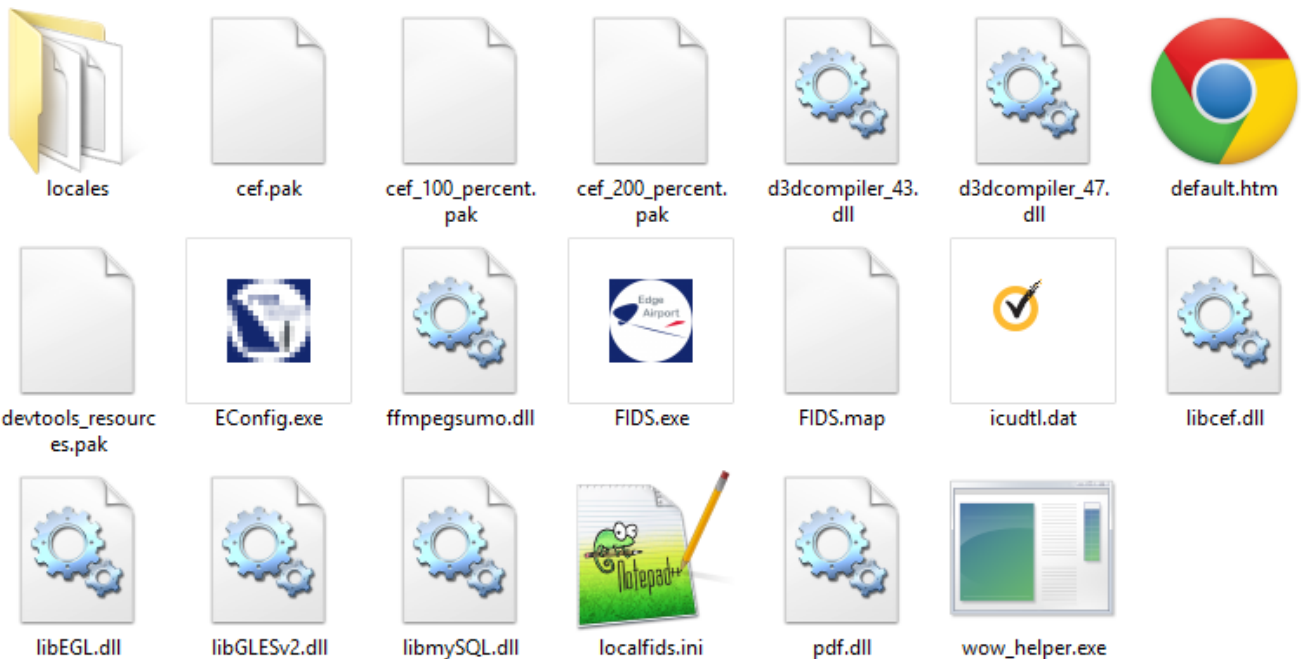 locales
cef.pak
cef_100_percent.
pak
cef_200_percent.
pak
d3dcompiler_43.
dll
d3dcompiler_47.
dll
default.htm
devtools_resourc
es.pak
EConfig.exe
ffmpegsumo.dll
Edge
Airport
FIDS.exe
FIDS.map
icudtl.dat
libcef.dll
libEGL.dll
libGLESv2.dll
libmySQL.dll
Notepad++
localfids.ini
pdf.dll
wow_helper.exe